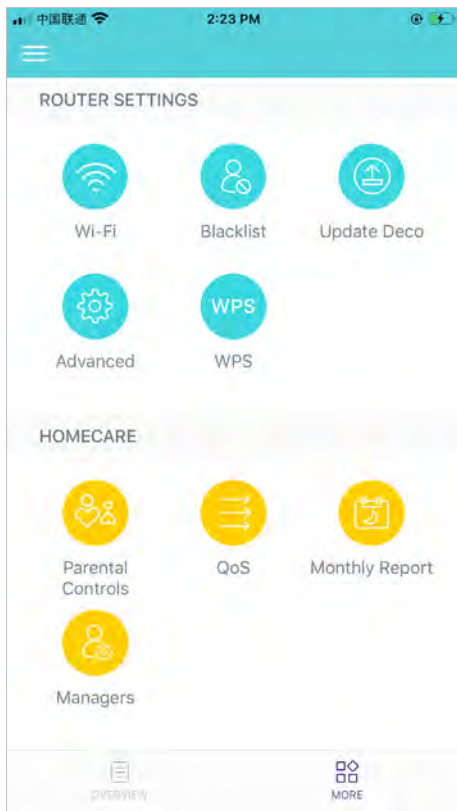 中国联通 2:23 PM
ROUTER SETTINGS
Wi-Fi Blacklist Update Deco
WPS
Advanced WPS
HOMECARE
Parental Controls QoS Monthly Report
Managers
OVERVIEW MORE